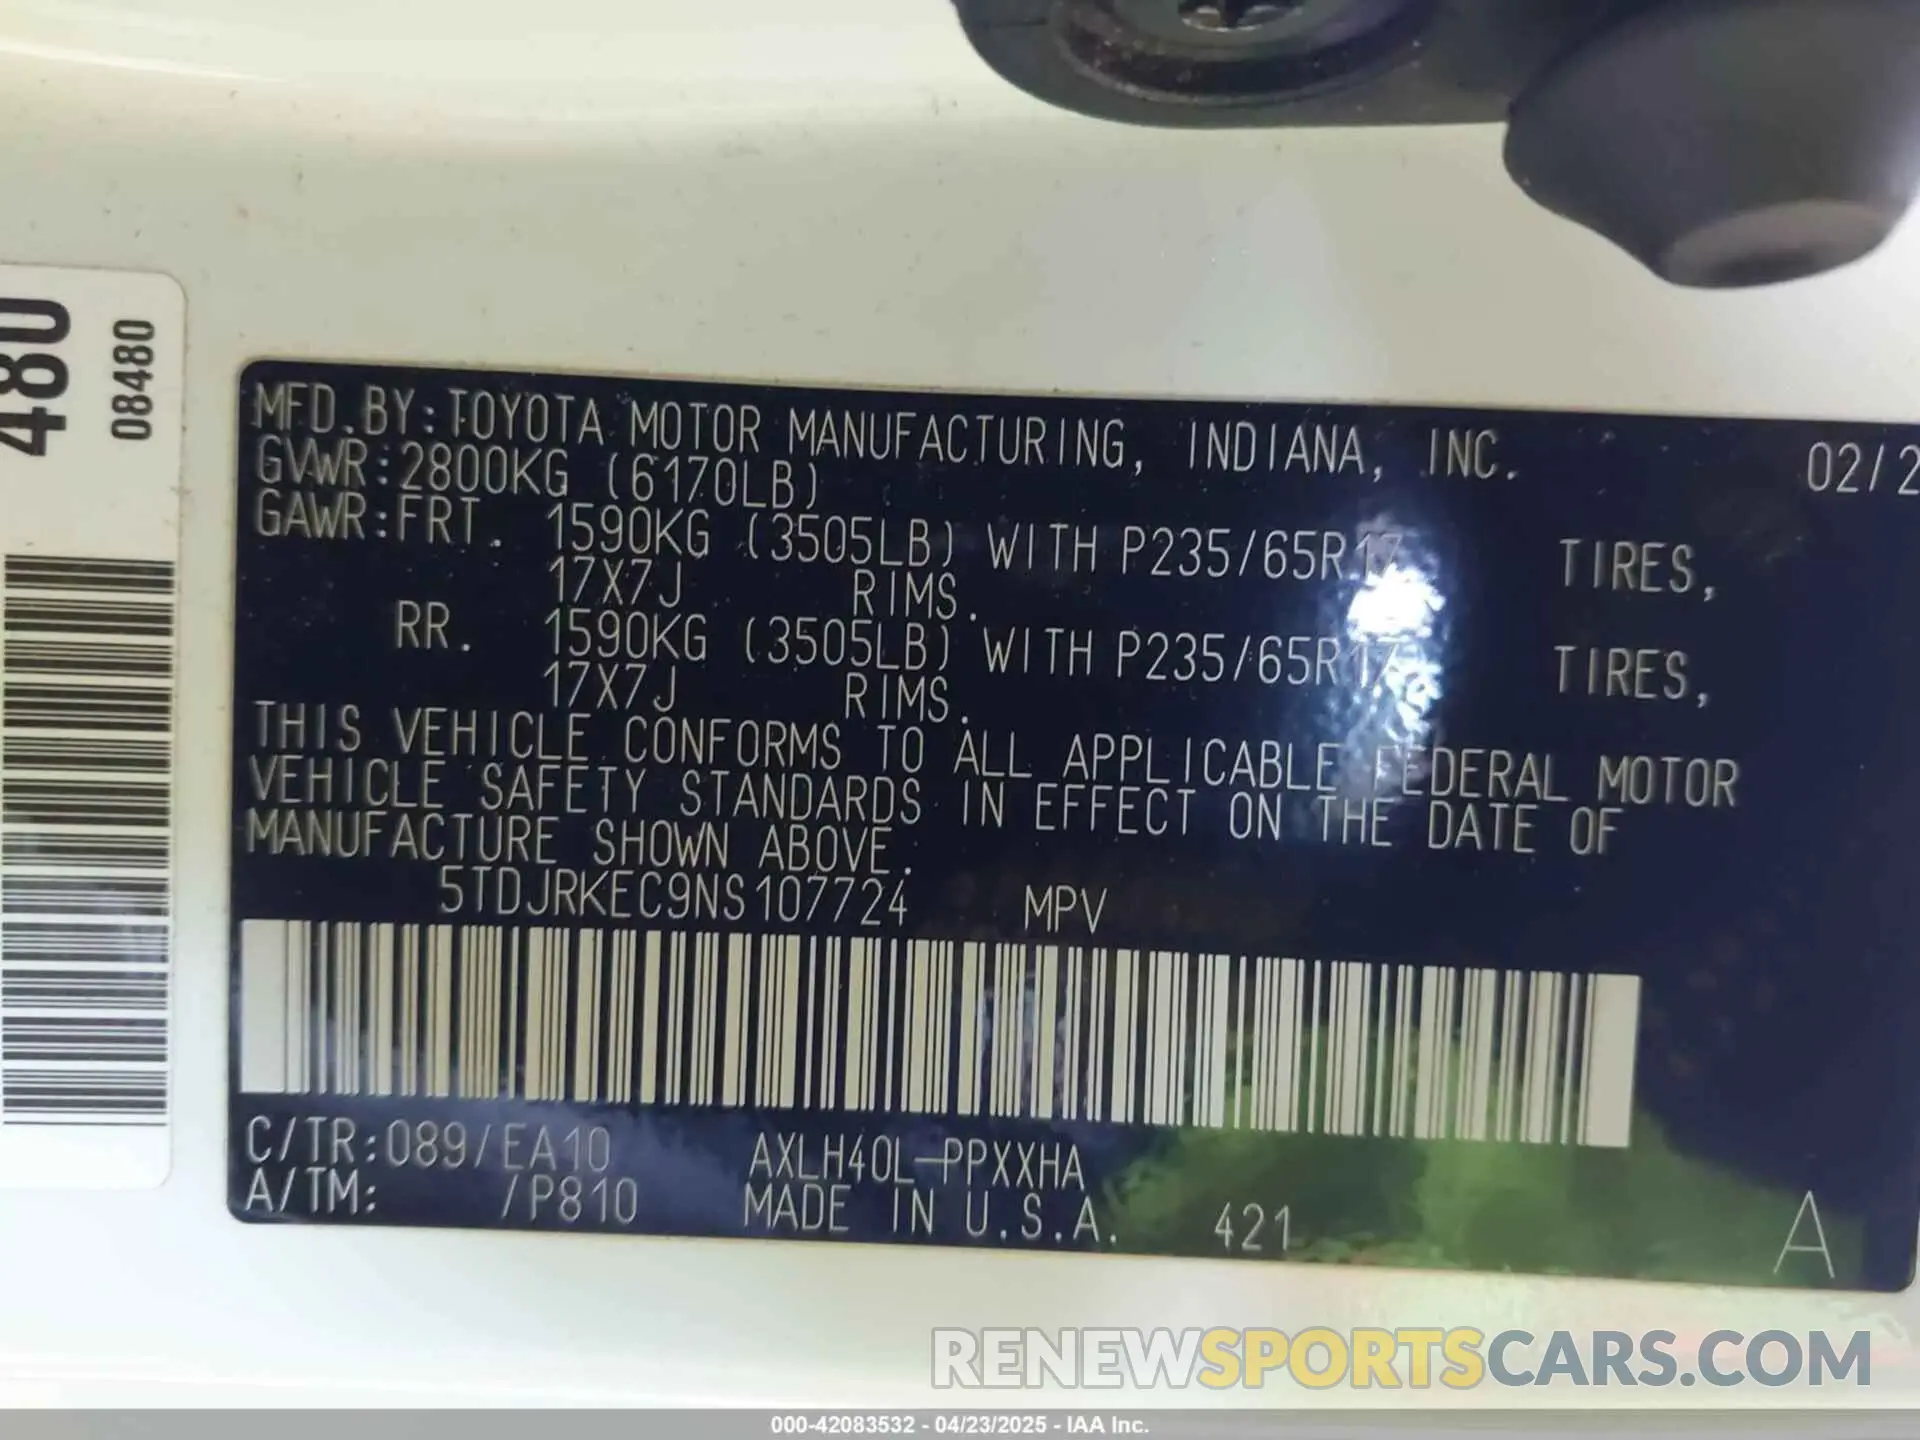 480
08480
MFD.BY:TOYOTA MOTOR MANUFACTURING, INDIANA, INC. 02/2
GVWR:2800KG (6170LB)
GAWR:FRT. 1590KG (3505LB) WITH P235/65R17 TIRES,
17X7J RIMS.
RR. 1590KG (3505LB) WITH P235/65R17 TIRES,
17X7J RIMS.
THIS VEHICLE CONFORMS TO ALL APPLICABLE FEDERAL MOTOR
VEHICLE SAFETY STANDARDS IN EFFECT ON THE DATE OF
MANUFACTURE SHOWN ABOVE.
5TDJRKEC9NS107724 MPV
C/TR:089/EA10 AXLH40L-PPXXHA
A/TM: /P810 MADE IN U.S.A. 421 A
RENEWSPORTSCARS.COM
000-42083532 - 04/23/2025 - IAA Inc.